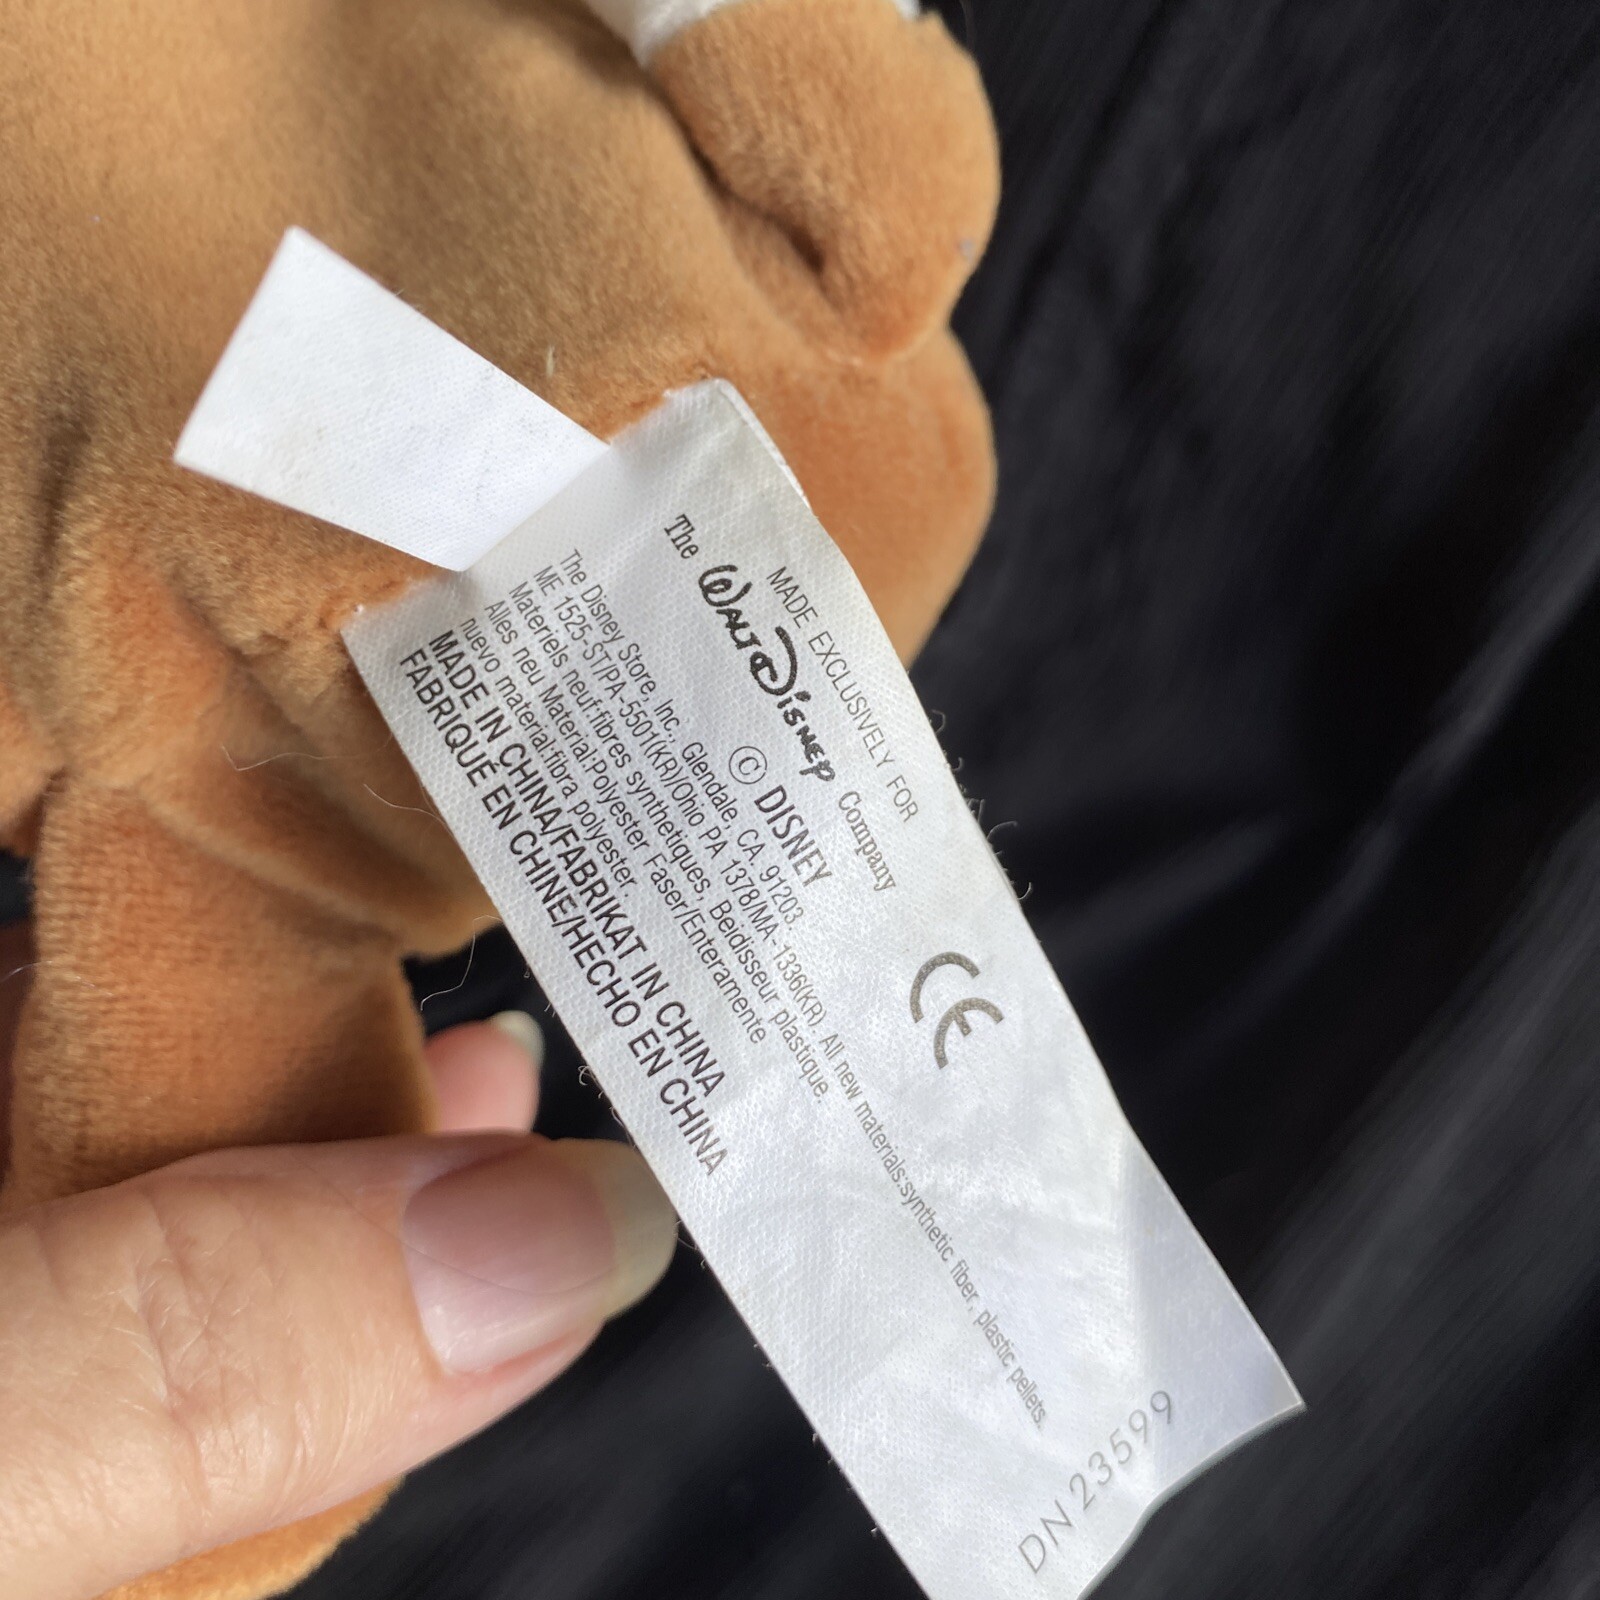 MADE EXCLUSIVELY FOR
The WALT DISNEY Company
© DISNEY
CE
The Disney Store, Inc., Glendale, CA. 91203.
ME 1525-ST/PA-5501(KR)/Ohio PA 1378/MA-1336(KR) All new materials:synthetic fiber, plastic pellets.
Materiels neuf:fibres synthetiques, Beidisseur plastique.
Alles neu Material:Polyester Faser/Enteramente
nuevo material:fibra polyester.
MADE IN CHINA/FABRIKAT IN CHINA
FABRIQUÉ EN CHINE/HECHO EN CHINA
DN 23599